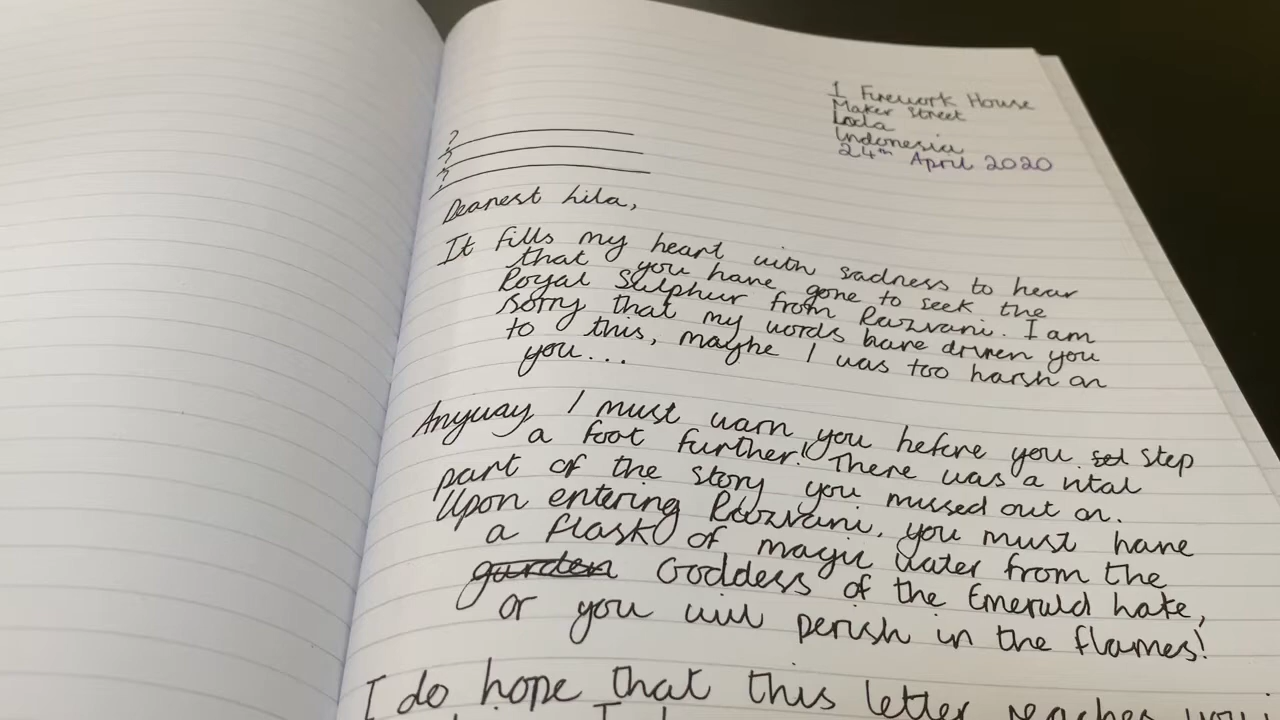 1 Firework House
Maker Street
Loda
Indonesia
24th April 2020
?
?
?
Dearest Lila,
It fills my heart with sadness to hear
that you have gone to seek the
Royal Sulphur from Razvani. I am
sorry that my words have driven you
to this, maybe I was too harsh on
you...
Anyway I must warn you before you sel step
a foot further! There was a vital
part of the story you missed out on.
Upon entering Razvani, you must have
a flask of magic water from the
garden Goddess of the Emerald Lake,
or you will perish in the flames!
I do hope that this letter reaches you